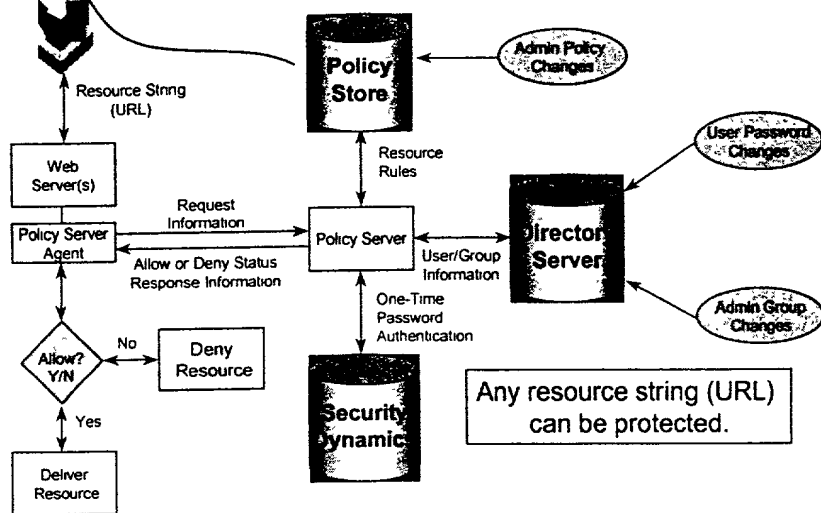 Policy
Store
Admin Policy
Changes
Resource String
(URL)
User Password
Changes
Web
Server(s)
Resource
Rules
Request
Information
Policy Server
Agent
Policy Server
Director
Server
Allow or Deny Status
Response Information
User/Group
Information
One-Time
Password
Authentication
Admin Group
Changes
Allow?
Y/N
No
Deny
Resource
Yes
Security
Dynamic
Any resource string (URL)
can be protected.
Deliver
Resource